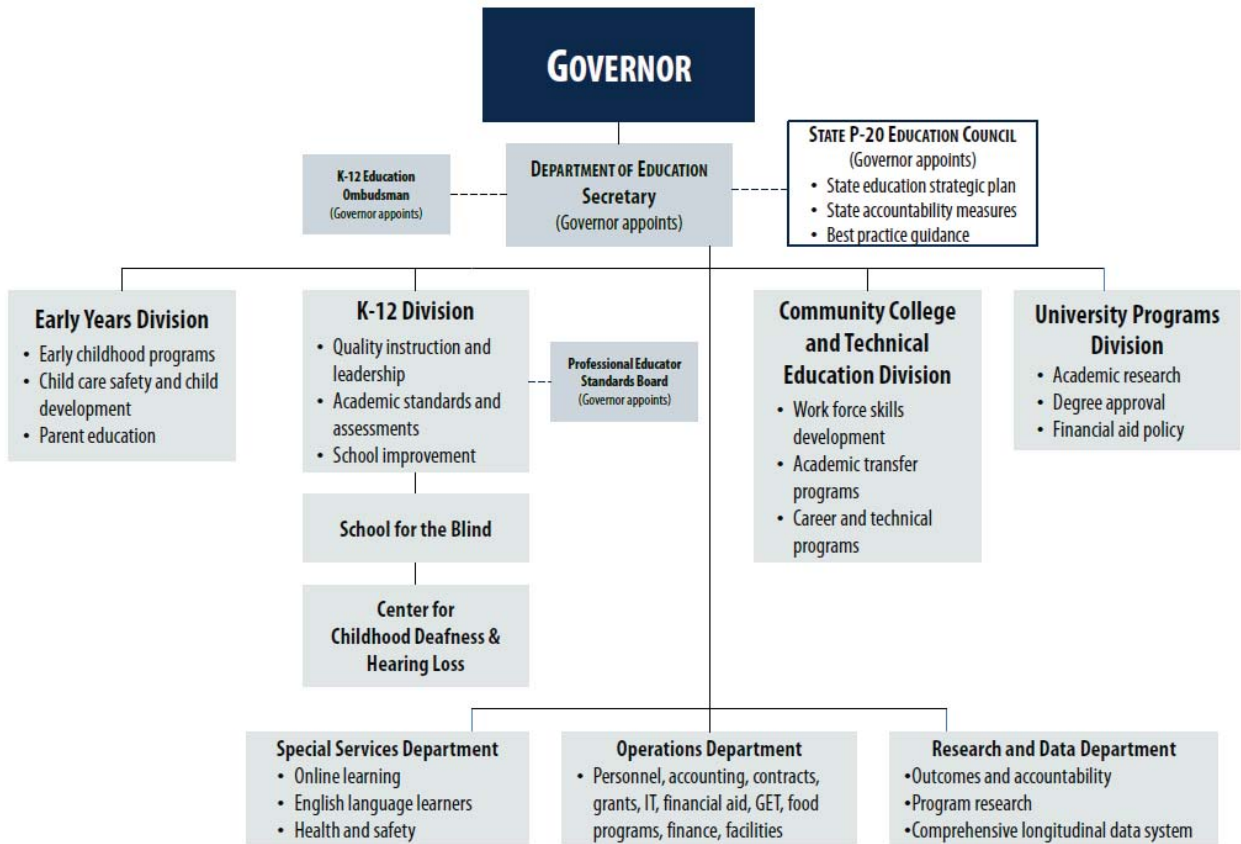 GOVERNOR
K-12 Education
Ombudsman
(Governor appoints)
DEPARTMENT OF EDUCATION
Secretary
(Governor appoints)
STATE P-20 EDUCATION COUNCIL
(Governor appoints)
• State education strategic plan
• State accountability measures
• Best practice guidance
Early Years Division
• Early childhood programs
• Child care safety and child
development
• Parent education
K-12 Division
• Quality instruction and
leadership
• Academic standards and
assessments
• School improvement
Professional Educator
Standards Board
(Governor appoints)
Community College
and Technical
Education Division
• Work force skills
development
• Academic transfer
programs
• Career and technical
programs
University Programs
Division
• Academic research
• Degree approval
• Financial aid policy
School for the Blind
Center for
Childhood Deafness &
Hearing Loss
Special Services Department
• Online learning
• English language learners
• Health and safety
Operations Department
• Personnel, accounting, contracts,
grants, IT, financial aid, GET, food
programs, finance, facilities
Research and Data Department
•Outcomes and accountability
•Program research
•Comprehensive longitudinal data system